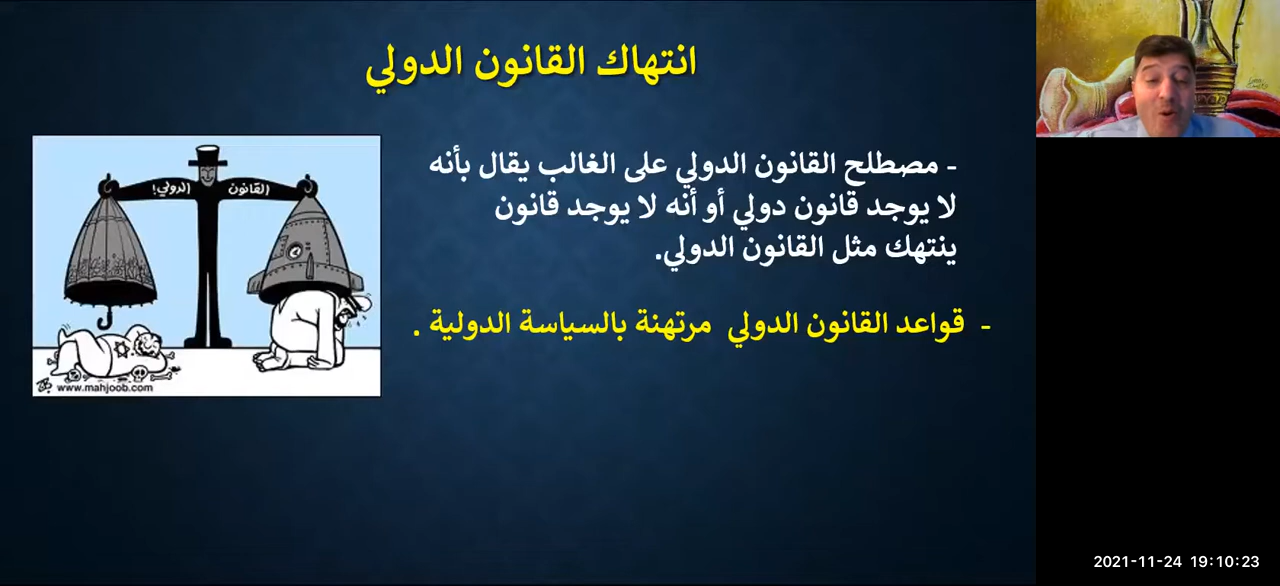 انتهاك القانون الدولي
- مصطلح القانون الدولي على الغالب يقال بأنه
لا يوجد قانون دولي أو أنه لا يوجد قانون
ينتهك مثل القانون الدولي.
- قواعد القانون الدولي مرتهنة بالسياسة الدولية .
القانون الدولي!
www.mahjoob.com
2021-11-24 19:10:23